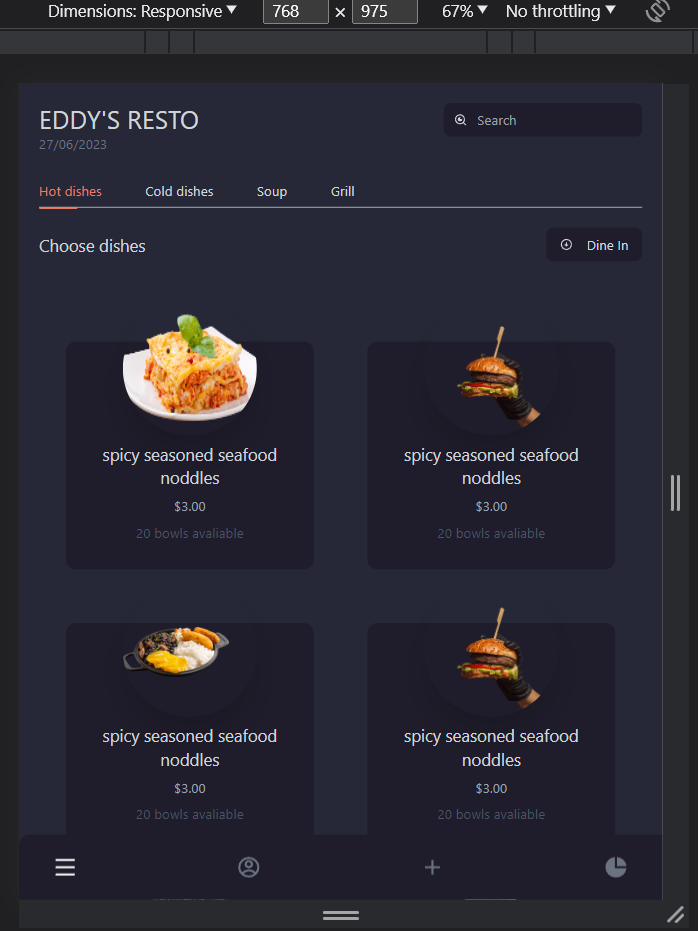 Dimensions: Responsive 768 × 975 67% No throttling
EDDY'S RESTO
Search
27/06/2023
Hot dishes Cold dishes Soup Grill
Choose dishes
Dine In
spicy seasoned seafood
noddles
$3.00
20 bowls avaliable
spicy seasoned seafood
noddles
$3.00
20 bowls avaliable
spicy seasoned seafood
noddles
$3.00
20 bowls avaliable
spicy seasoned seafood
noddles
$3.00
20 bowls avaliable